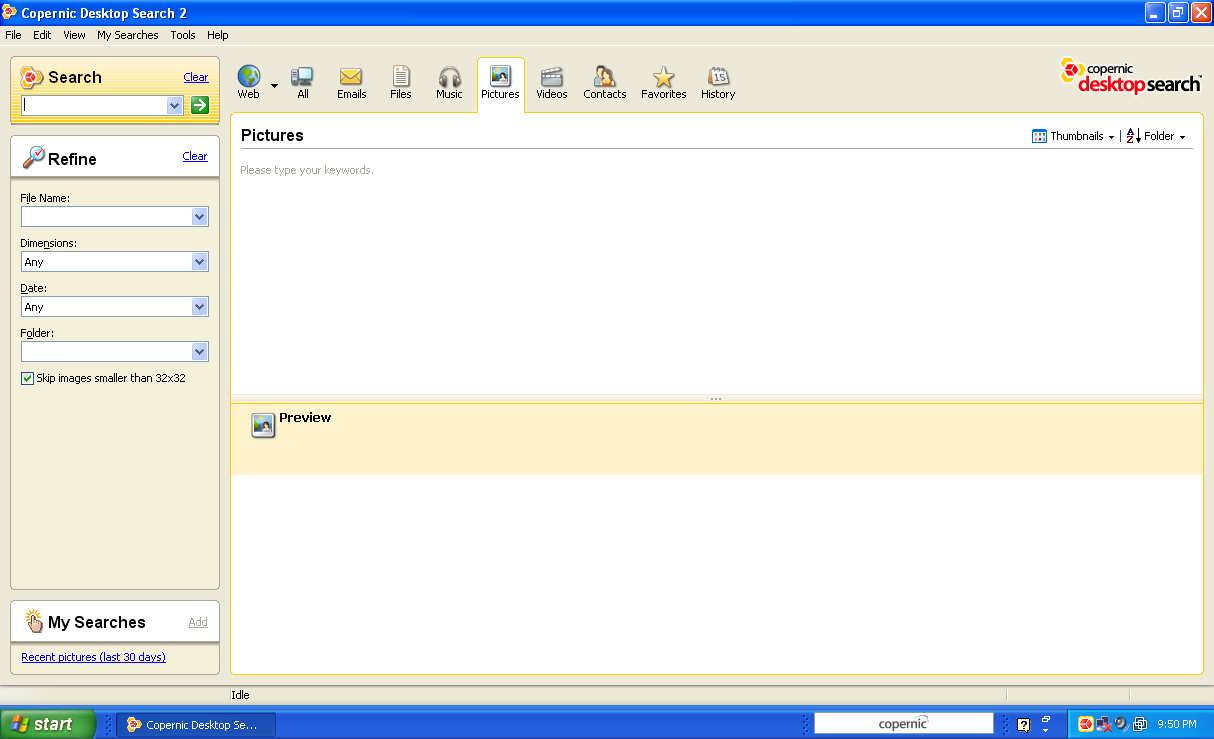 Copernic Desktop Search 2
File Edit View My Searches Tools Help
Search Clear
Refine Clear
File Name:
Dimensions:
Any
Date:
Any
Folder:
Skip images smaller than 32x32
My Searches Add
Recent pictures (last 30 days)
Web All Emails Files Music Pictures Videos Contacts Favorites History
copernic
desktopsearch™
Pictures Thumbnails A Z Folder
Please type your keywords.
Preview
Idle
start Copernic Desktop Se... copernic 9:50 PM